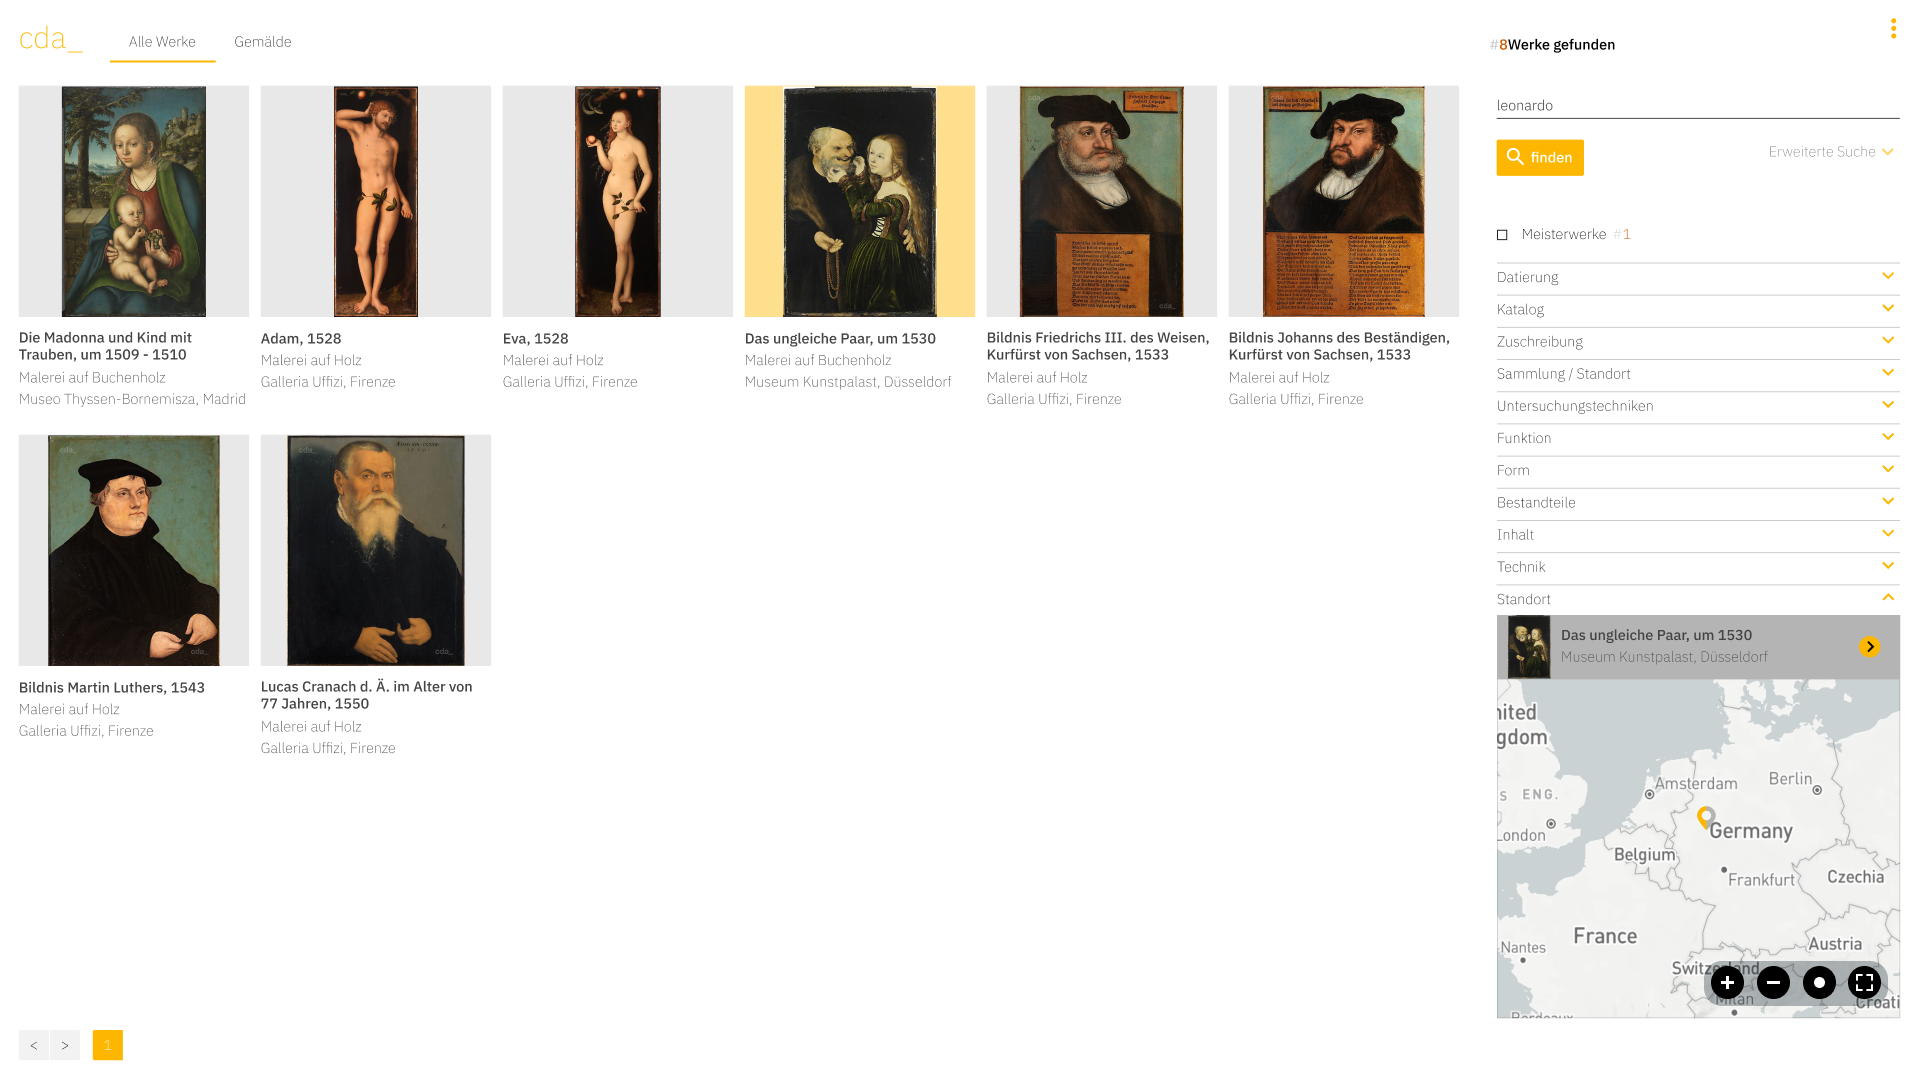 cda_
Alle Werke
Gemälde
#8Werke gefunden
leonardo
finden
Erweiterte Suche
Meisterwerke #1
Datierung
Katalog
Zuschreibung
Sammlung / Standort
Untersuchungstechniken
Funktion
Form
Bestandteile
Inhalt
Technik
Standort
Das ungleiche Paar, um 1530
Museum Kunstpalast, Düsseldorf
Die Madonna und Kind mit
Trauben, um 1509 - 1510
Malerei auf Buchenholz
Museo Thyssen-Bornemisza, Madrid
Adam, 1528
Malerei auf Holz
Galleria Uffizi, Firenze
Eva, 1528
Malerei auf Holz
Galleria Uffizi, Firenze
Das ungleiche Paar, um 1530
Malerei auf Buchenholz
Museum Kunstpalast, Düsseldorf
Bildnis Friedrichs III. des Weisen,
Kurfürst von Sachsen, 1533
Malerei auf Holz
Galleria Uffizi, Firenze
Bildnis Johanns des Beständigen,
Kurfürst von Sachsen, 1533
Malerei auf Holz
Galleria Uffizi, Firenze
Bildnis Martin Luthers, 1543
Malerei auf Holz
Galleria Uffizi, Firenze
Lucas Cranach d. Ä. im Alter von
77 Jahren, 1550
Malerei auf Holz
Galleria Uffizi, Firenze
nited
gdom
Amsterdam
Berlin
S ENG.
London
Germany
Belgium
Frankfurt
Czechia
France
Nantes
Austria
Milan
Croati
< > 1